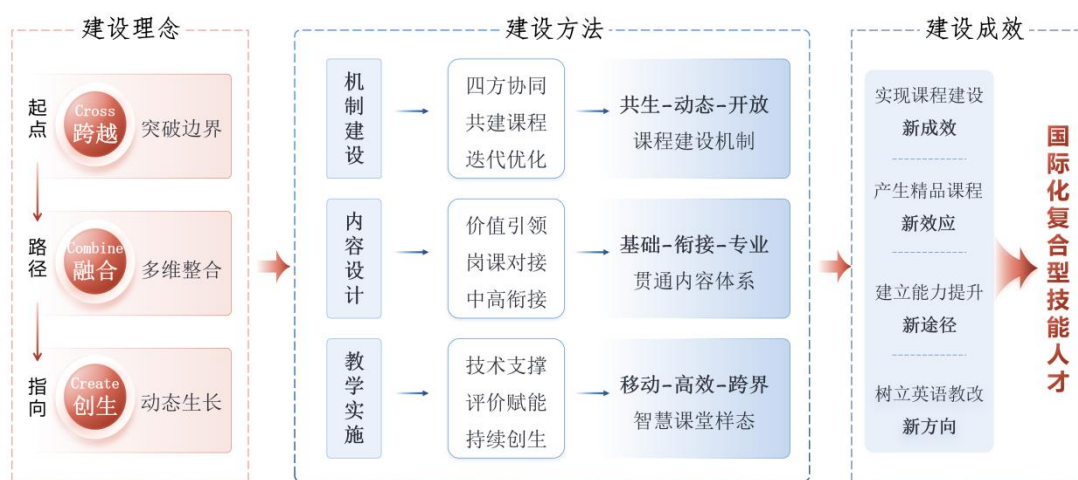 建设理念
起点
Cross
跨越
突破边界
路径
Combine
融合
多维整合
指向
Create
创生
动态生长
建设方法
机制建设
四方协同
共建课程
迭代优化
共生-动态-开放
课程建设机制
内容设计
价值引领
岗课对接
中高衔接
基础-衔接-专业
贯通内容体系
教学实施
技术支撑
评价赋能
持续创生
移动-高效-跨界
智慧课堂样态
建设成效
实现课程建设
新成效
产生精品课程
新效应
建立能力提升
新途径
树立英语教改
新方向
国际化复合型技能人才